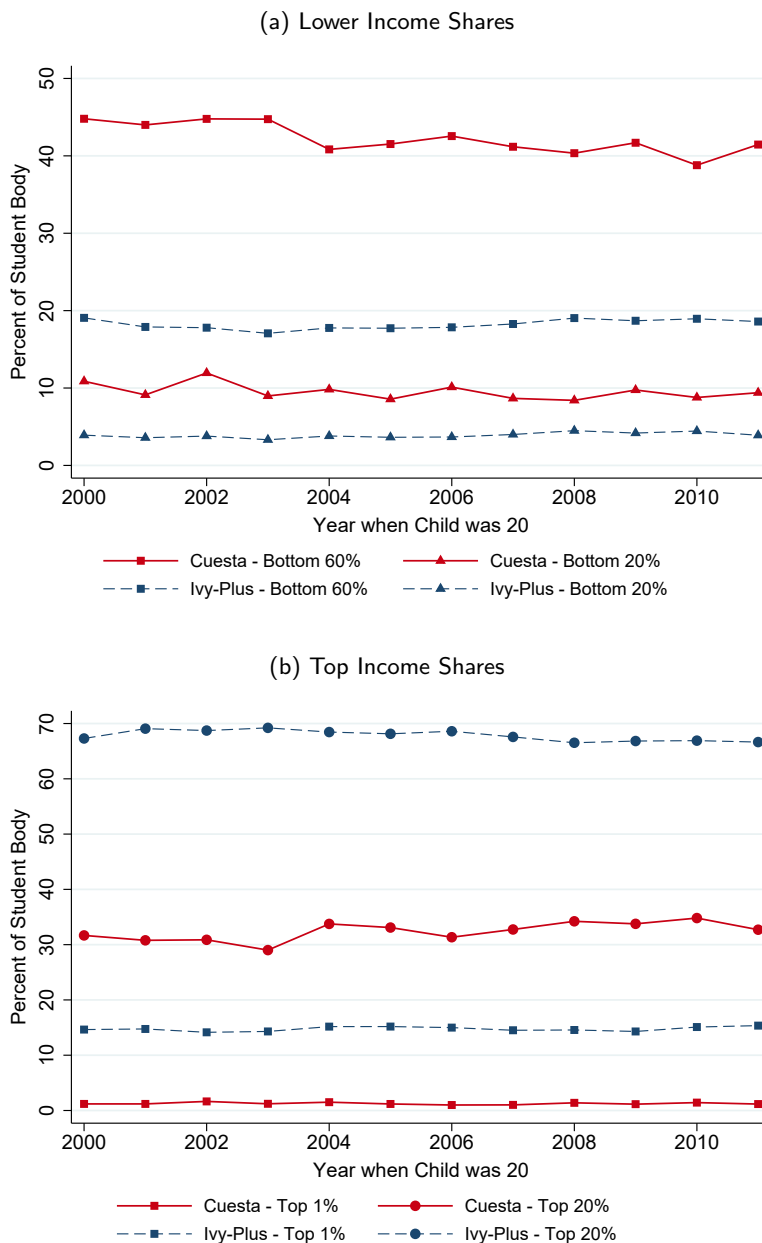 (a) Lower Income Shares
50
40
30
20
10
0
Percent of Student Body
2000 2002 2004 2006 2008 2010
Year when Child was 20
Cuesta - Bottom 60% Cuesta - Bottom 20%
Ivy-Plus - Bottom 60% Ivy-Plus - Bottom 20%
(b) Top Income Shares
70
60
50
40
30
20
10
0
Percent of Student Body
2000 2002 2004 2006 2008 2010
Year when Child was 20
Cuesta - Top 1% Cuesta - Top 20%
Ivy-Plus - Top 1% Ivy-Plus - Top 20%